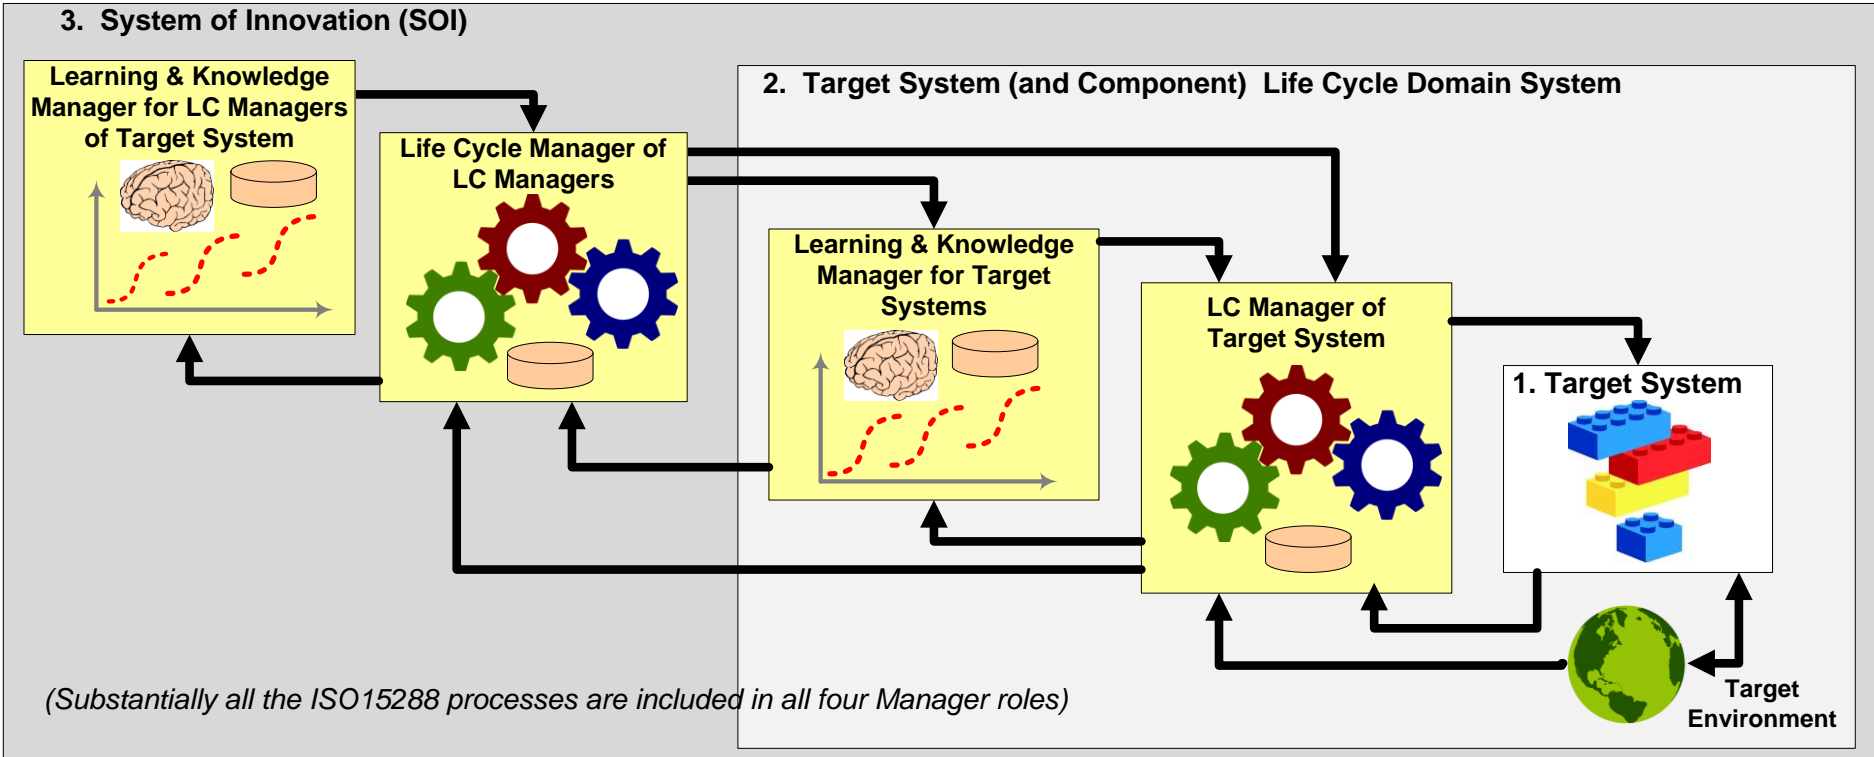 3.  System of Innovation (SOI)
Learning & Knowledge
Manager for LC Managers
of Target System
2.  Target System (and Component)  Life Cycle Domain System
Life Cycle Manager of
LC Managers
Learning & Knowledge
Manager for Target
Systems
LC Manager of
Target System
1. Target System
(Substantially all the ISO15288 processes are included in all four Manager roles)
Target
Environment